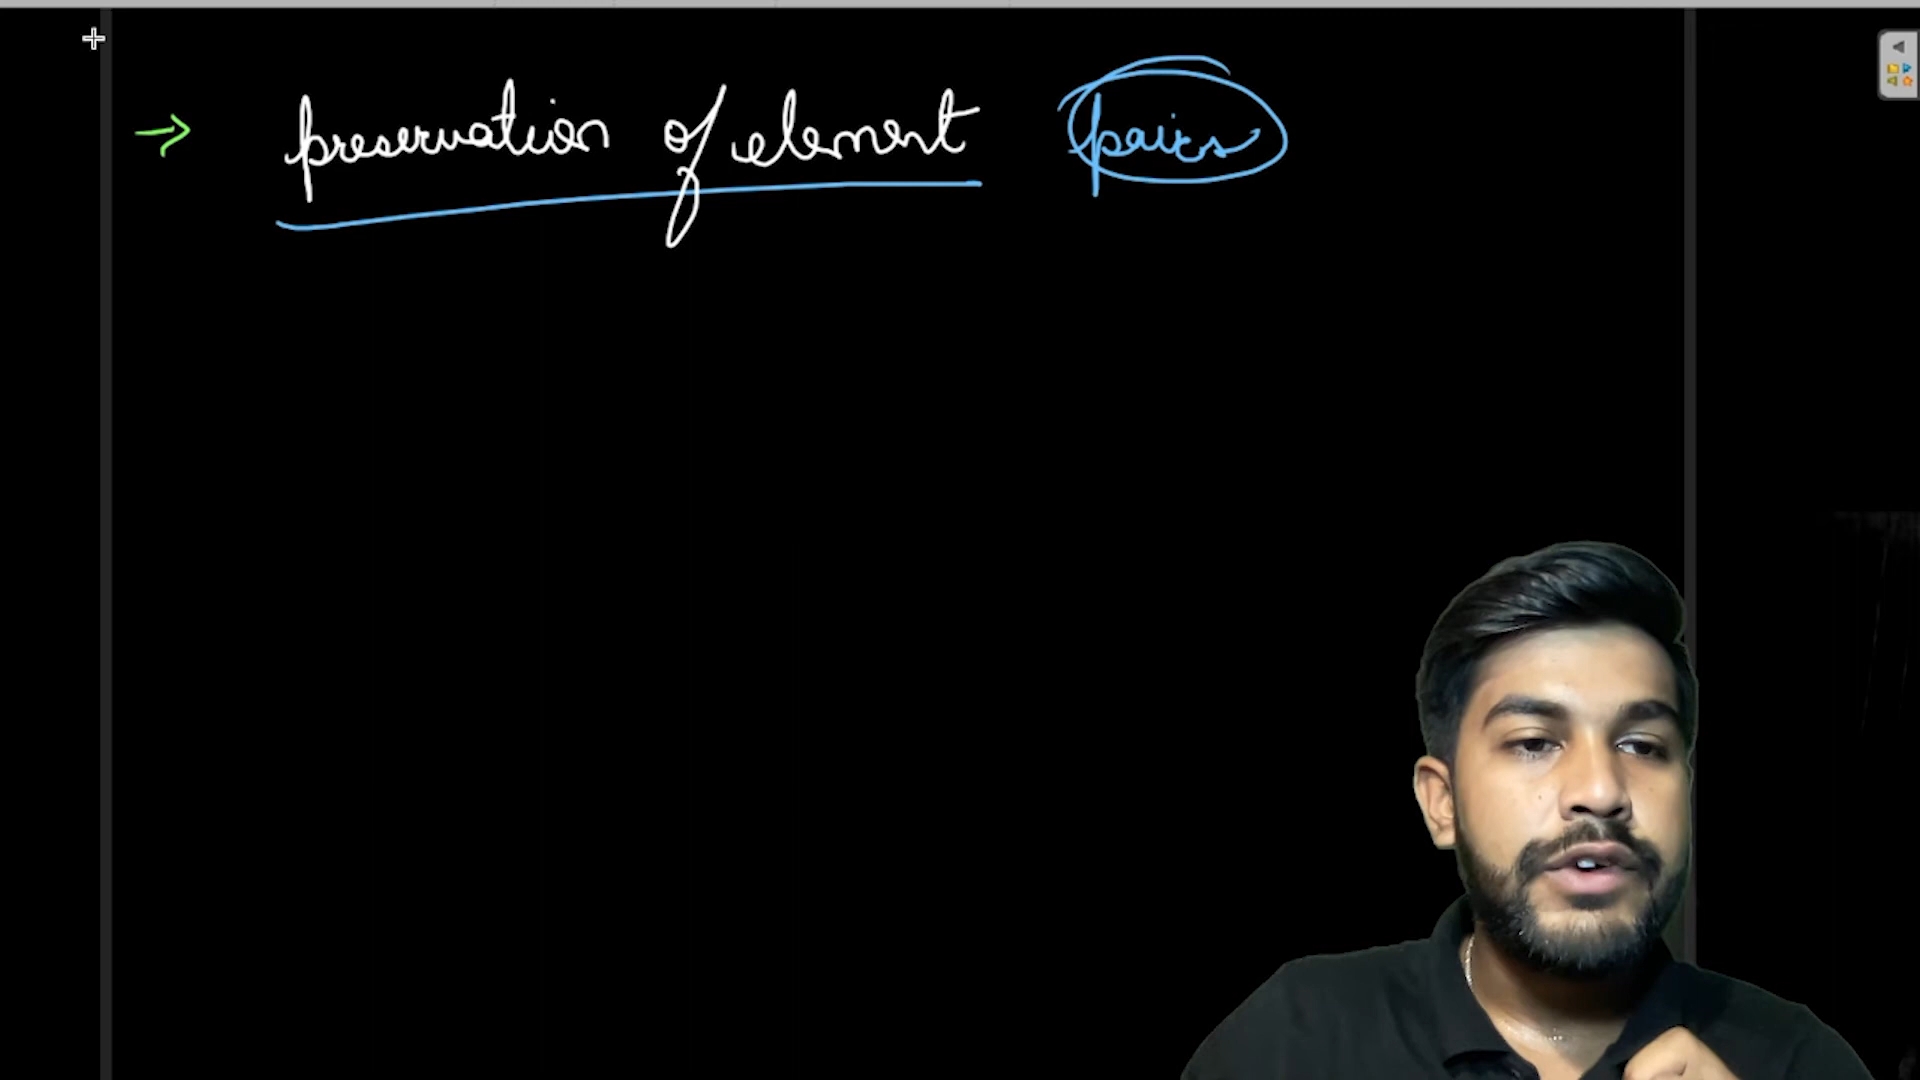 → preservation of element pairs